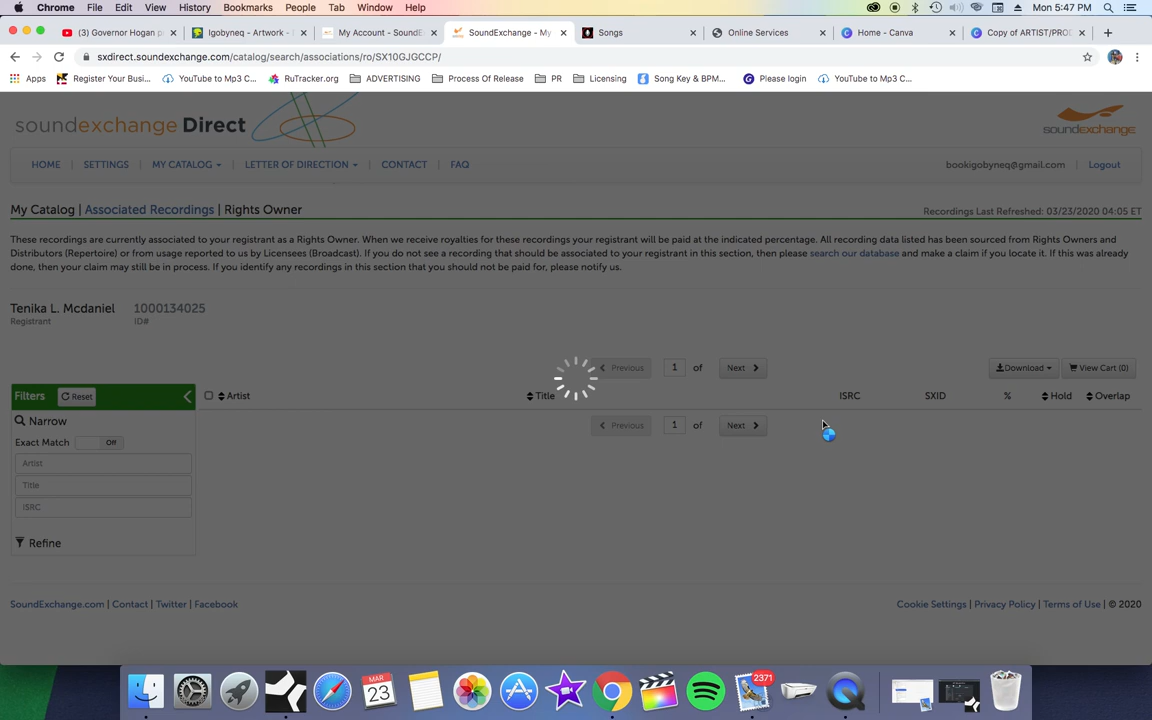 Chrome File Edit View History Bookmarks People Tab Window Help Mon 5:47 PM
(3) Governor Hogan p Igobyneq - Artwork - My Account - SoundE SoundExchange - My Songs Online Services Home - Canva Copy of ARTIST/PRO
sxdirect.soundexchange.com/catalog/search/associations/ro/SX10GJGCCP/
Apps Register Your Busi... YouTube to Mp3 C... RuTracker.org ADVERTISING Process Of Release PR Licensing Song Key & BPM... Please login YouTube to Mp3 C...
soundexchange Direct soundexchange
HOME | SETTINGS | MY CATALOG | LETTER OF DIRECTION | CONTACT | FAQ bookigobyneq@gmail.com | Logout
My Catalog | Associated Recordings | Rights Owner Recordings Last Refreshed: 03/23/2020 04:05 ET
These recordings are currently associated to your registrant as a Rights Owner. When we receive royalties for these recordings your registrant will be paid at the indicated percentage. All recording data listed has been sourced from Rights Owners and
Distributors (Repertoire) or from usage reported to us by Licensees (Broadcast). If you do not see a recording that should be associated to your registrant in this section, then please search our database and make a claim if you locate it. If this was already
done, then your claim may still be in process. If you identify any recordings in this section that you should not be paid for, please notify us.
Tenika L. Mcdaniel 1000134025
Registrant ID#
Previous 1 of Next Download View Cart (0)
Filters Reset Artist Title ISRC SXID % Hold Overlap
Narrow Previous 1 of Next
Exact Match Off
Artist
Title
ISRC
Refine
SoundExchange.com | Contact | Twitter | Facebook Cookie Settings | Privacy Policy | Terms of Use | © 2020
MAR 2371
23